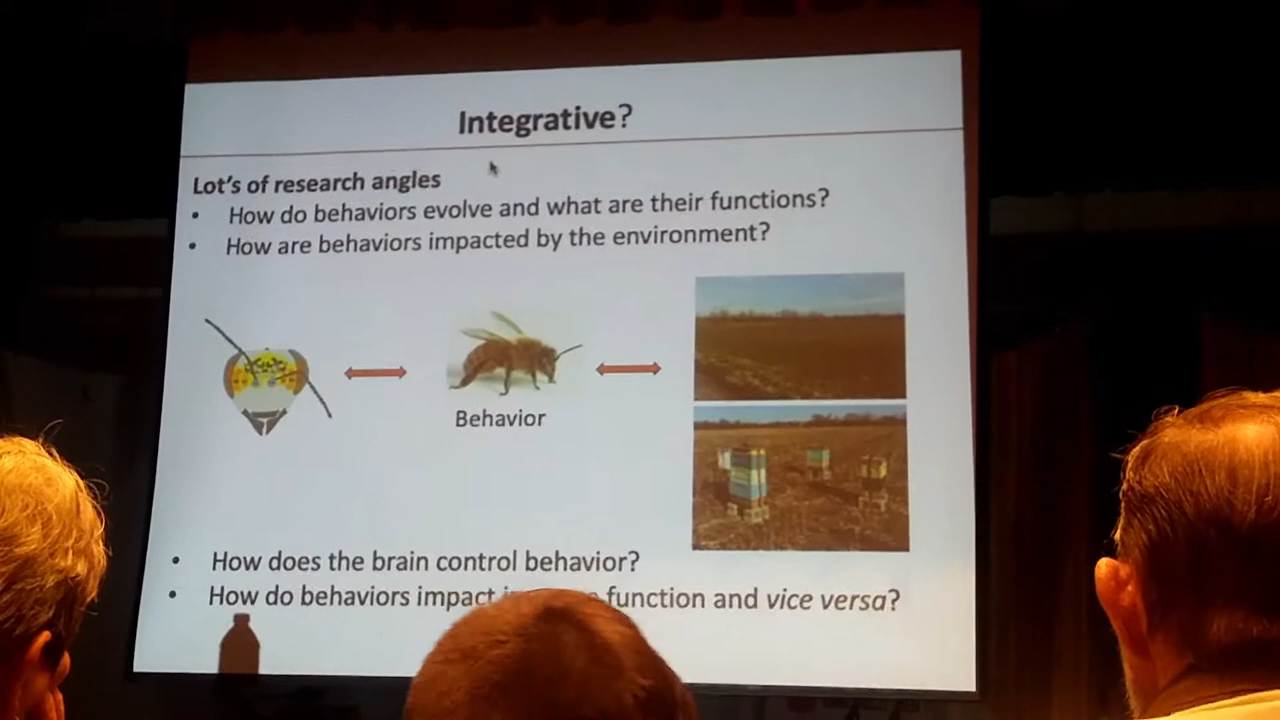 Integrative?
Lot's of research angles
• How do behaviors evolve and what are their functions?
• How are behaviors impacted by the environment?
Behavior
• How does the brain control behavior?
• How do behaviors impact function and vice versa?